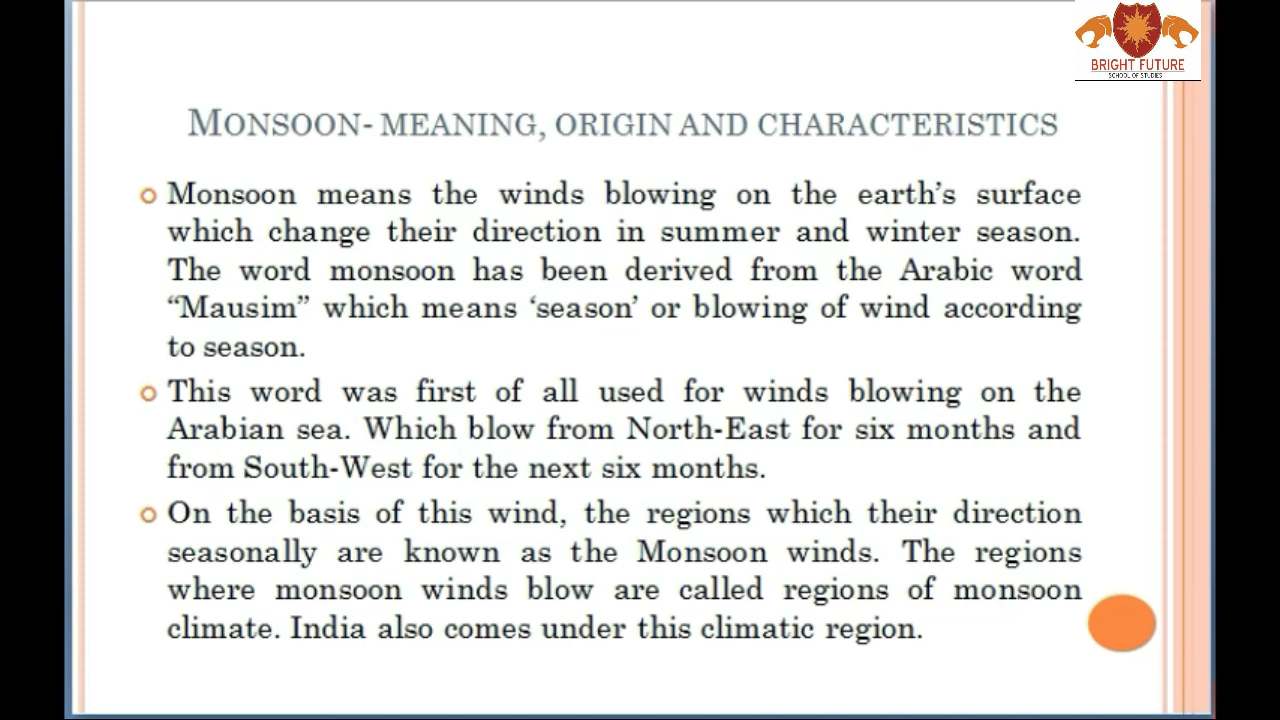 BRIGHT FUTURE
SCHOOL OF STUDIES
MONSOON- MEANING, ORIGIN AND CHARACTERISTICS
Monsoon means the winds blowing on the earth's surface
which change their direction in summer and winter season.
The word monsoon has been derived from the Arabic word
“Mausim” which means ‘season’ or blowing of wind according
to season.
This word was first of all used for winds blowing on the
Arabian sea. Which blow from North-East for six months and
from South-West for the next six months.
On the basis of this wind, the regions which their direction
seasonally are known as the Monsoon winds. The regions
where monsoon winds blow are called regions of monsoon
climate. India also comes under this climatic region.